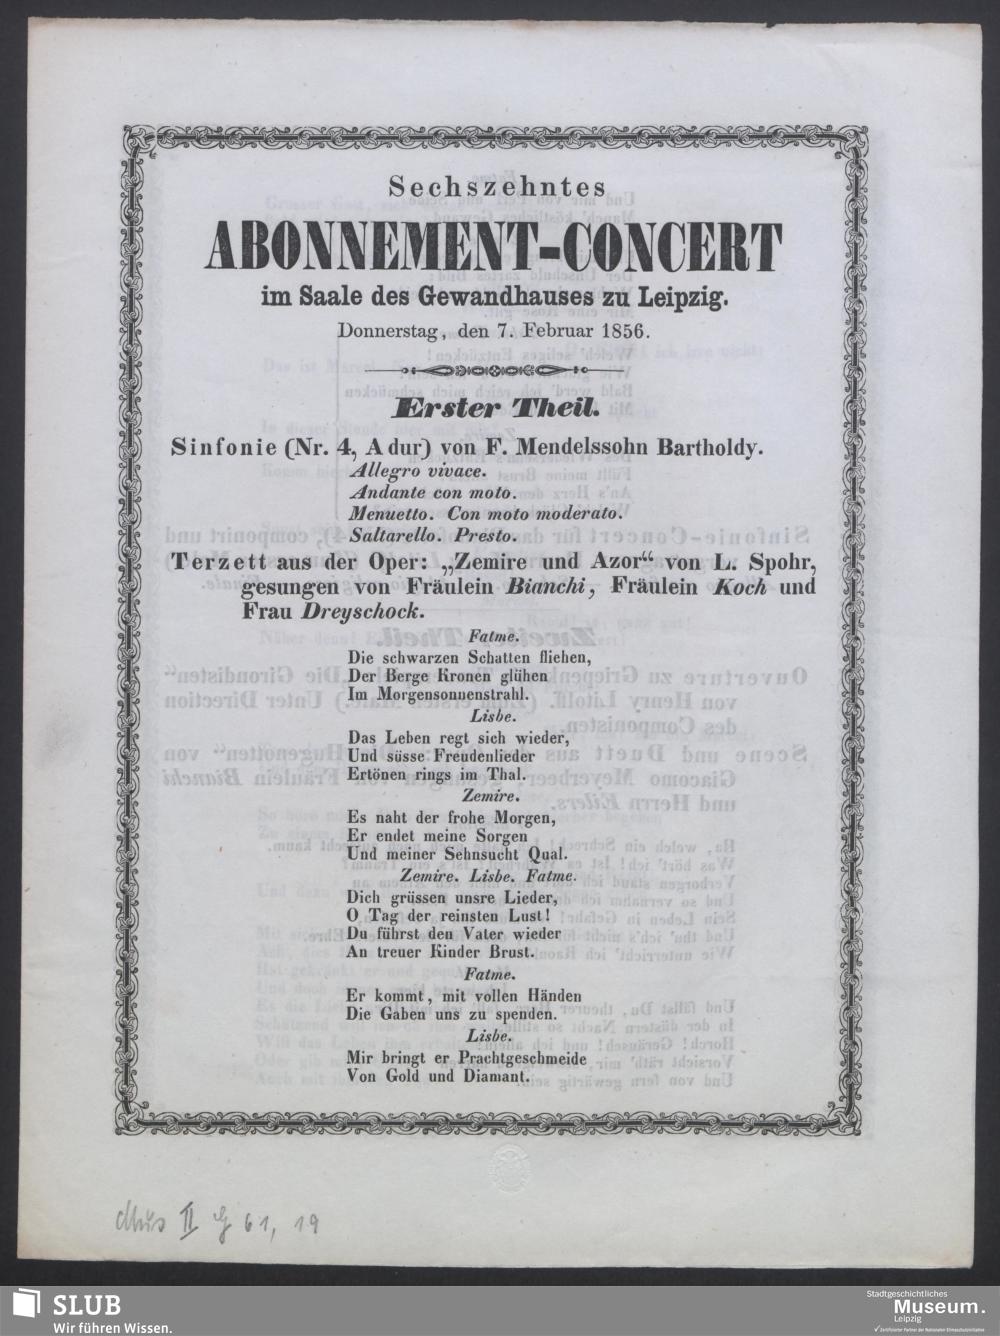 Sechszehntes
ABONNEMENT-CONCERT
im Saale des Gewandhauses zu Leipzig.
Donnerstag, den 7. Februar 1856.
Erster Theil.
Sinfonie (Nr. 4, A dur) von F. Mendelssohn Bartholdy.
Allegro vivace.
Andante con moto.
Menuetto. Con moto moderato.
Saltarello. Presto.
Terzett aus der Oper: „Zemire und Azor“ von L. Spohr,
gesungen von Fräulein Bianchi, Fräulein Koch und
Frau Dreyschock.
Fatme.
Die schwarzen Schatten fliehen,
Der Berge Kronen glühen
Im Morgensonnenstrahl.
Lisbe.
Das Leben regt sich wieder,
Und süsse Freudenlieder
Ertönen rings im Thal.
Zemire.
Es naht der frohe Morgen,
Er endet meine Sorgen
Und meiner Sehnsucht Qual.
Zemire. Lisbe. Fatme.
Dich grüssen unsre Lieder,
O Tag der reinsten Lust!
Du führst den Vater wieder
An treuer Kinder Brust.
Fatme.
Er kommt, mit vollen Händen
Die Gaben uns zu spenden.
Lisbe.
Mir bringt er Prachtgeschmeide
Von Gold und Diamant.
Mus II G 61, 19
SLUB
Wir führen Wissen.
Stadtgeschichtliches
Museum.
Leipzig
Zertifizierter Partner der Nationalen Klimaschutzinitiative